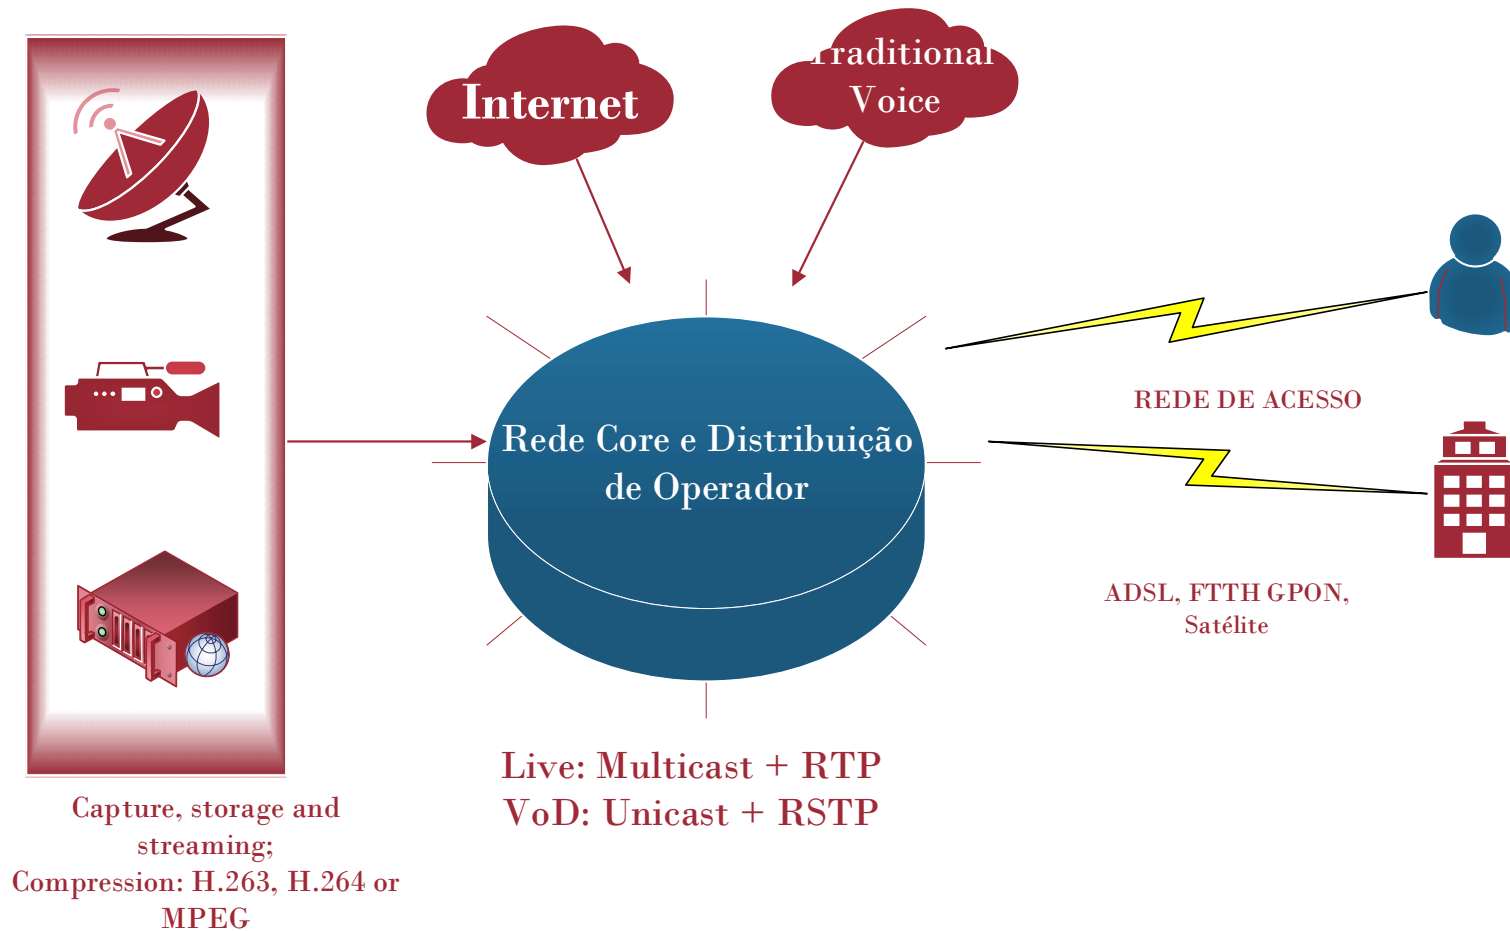 Internet
Traditional
Voice
Rede Core e Distribuição
de Operador
REDE DE ACESSO
ADSL, FTTH GPON,
Satélite
Live: Multicast + RTP
VoD: Unicast + RSTP
Capture, storage and
streaming;
Compression: H.263, H.264 or
MPEG